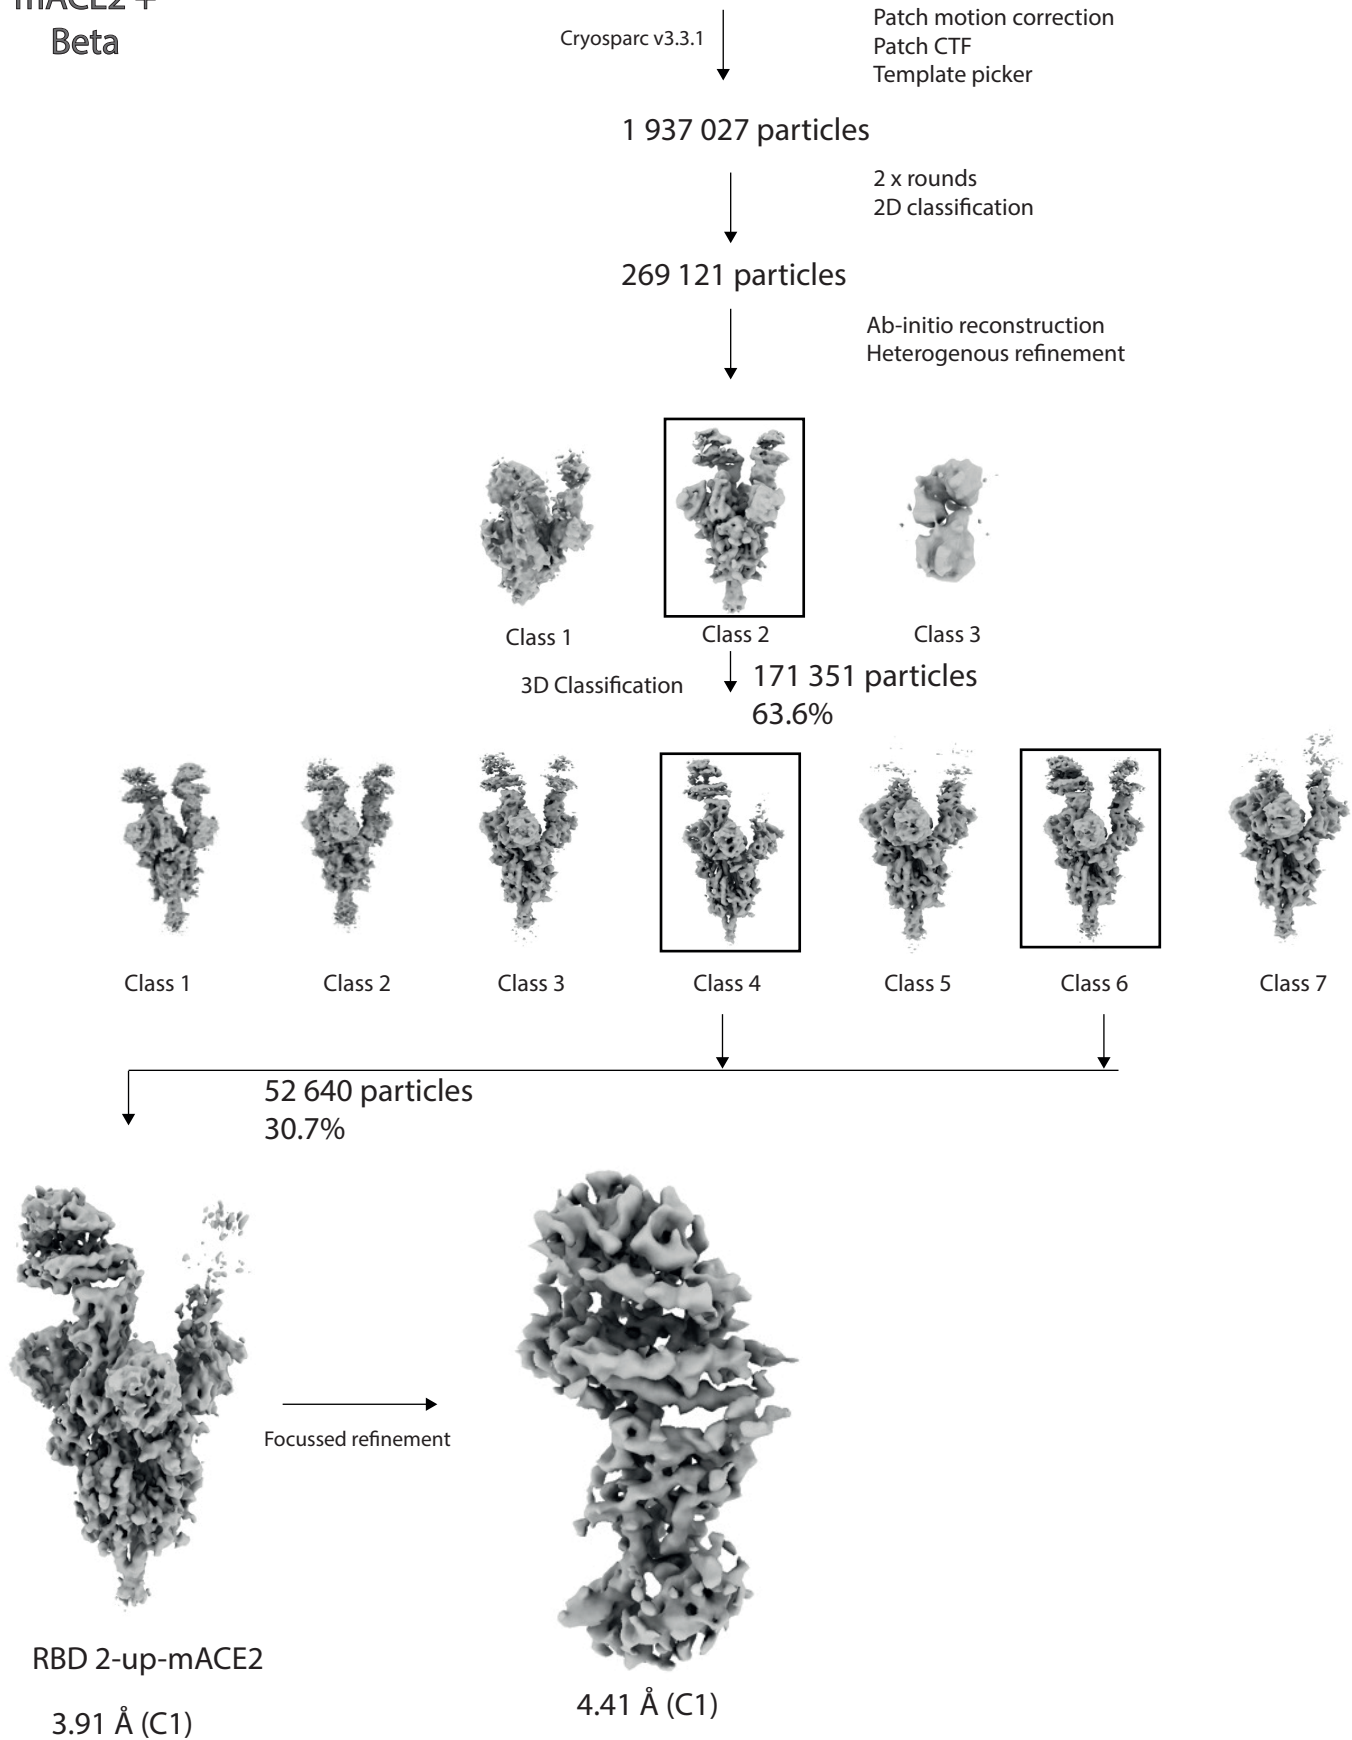 mACE2 +
Beta
Cryosparc v3.3.1
Patch motion correction
Patch CTF
Template picker
1 937 027 particles
2 x rounds
2D classification
269 121 particles
Ab-initio reconstruction
Heterogenous refinement
Class 1
Class 2
Class 3
3D Classification
171 351 particles
63.6%
Class 1
Class 2
Class 3
Class 4
Class 5
Class 6
Class 7
52 640 particles
30.7%
Focussed refinement
RBD 2-up-mACE2
3.91 Å (C1)
4.41 Å (C1)